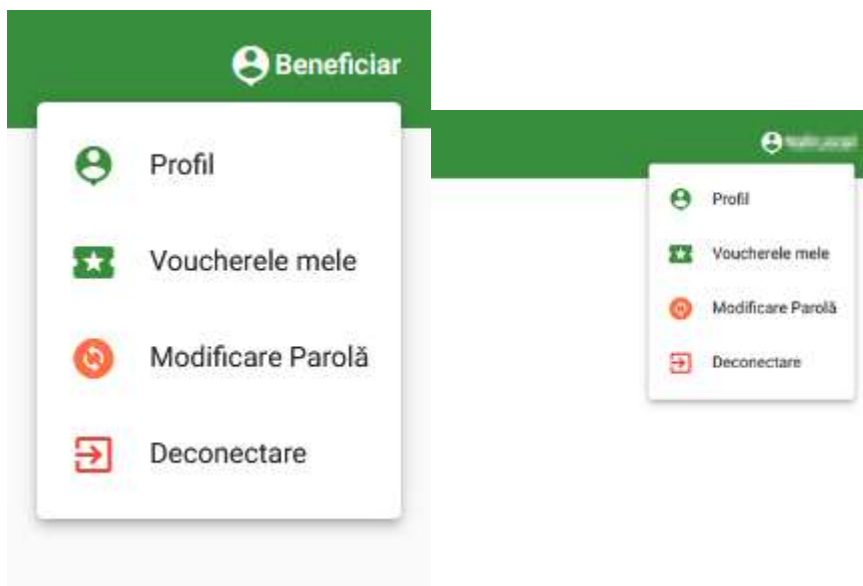 Beneficiar
Profil
Voucherele mele
Modificare Parolă
Deconectare
Profil
Voucherele mele
Modificare Parolă
Deconectare